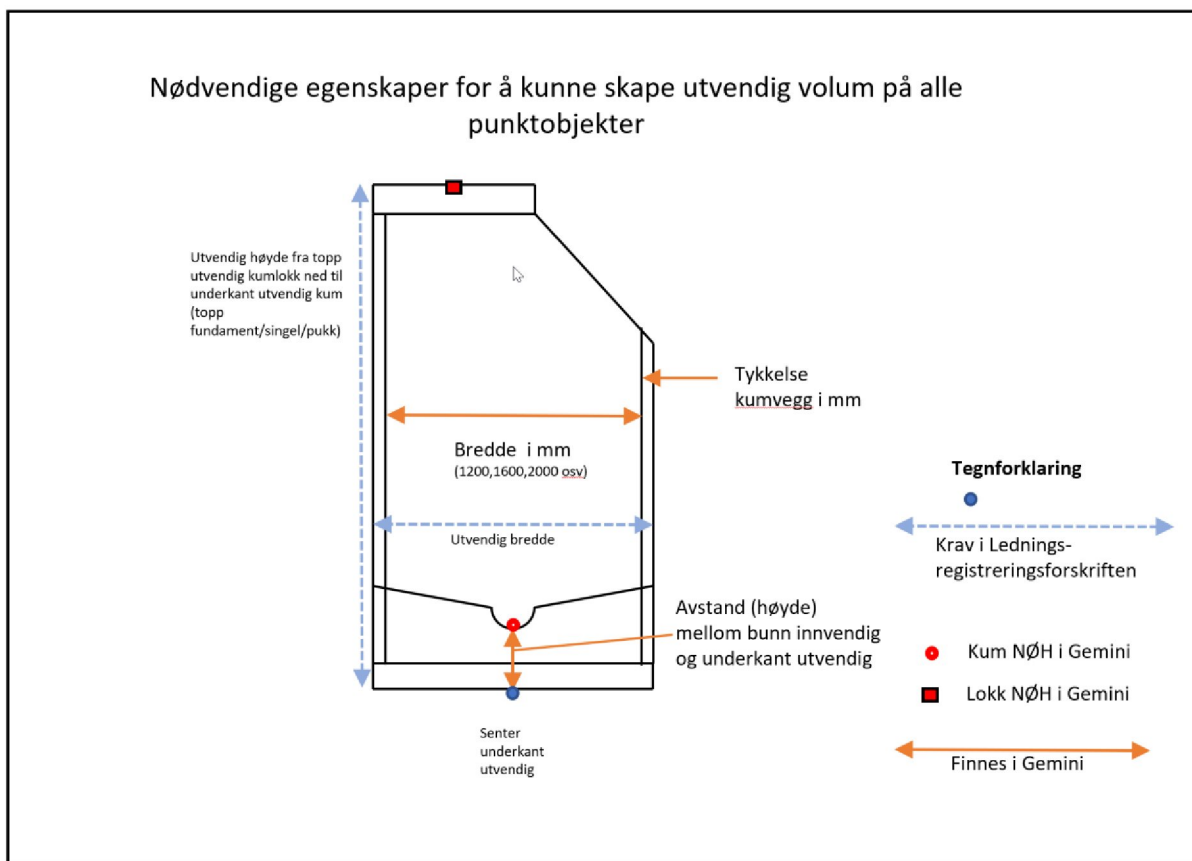 Nødvendige egenskaper for å kunne skape utvendig volum på alle
punktobjekter
Utvendig høyde fra topp
utvendig kumlokk ned til
underkant utvendig kum
(topp
fundament/singel/pukk)
Tykkelse
kumvegg i mm
Bredde i mm
(1200,1600,2000 osv)
Utvendig bredde
Avstand (høyde)
mellom bunn innvendig
og underkant utvendig
Senter
underkant
utvendig
Tegnforklaring
Krav i Lednings-
registreringsforskriften
Kum NØH i Gemini
Lokk NØH i Gemini
Finnes i Gemini